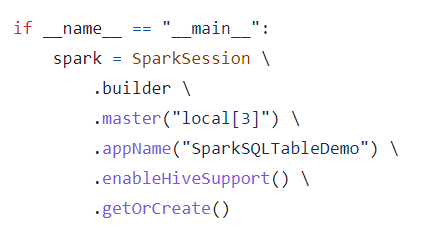 if __name__ == "__main__":
    spark = SparkSession \
        .builder \
        .master("local[3]") \
        .appName("SparkSQLTableDemo") \
        .enableHiveSupport() \
        .getOrCreate()